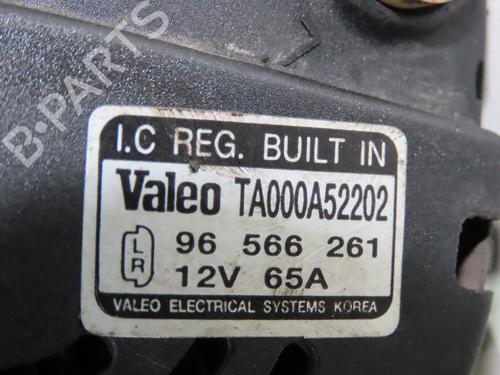 B-PARTS
I.C REG. BUILT IN
Valeo TA000A52202
L 96 566 261
R 12V 65A
VALEO ELECTRICAL SYSTEMS KOREA